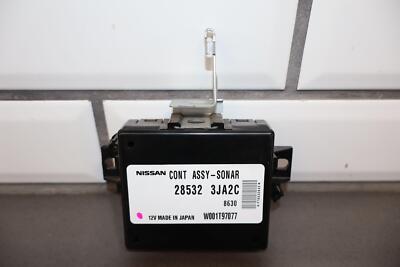 NISSAN CONT ASSY-SONAR
28532 3JA2C
8630
12V MADE IN JAPAN W001T97077